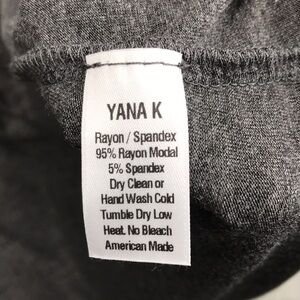 YANA K
Rayon / Spandex
95% Rayon Modal
5% Spandex
Dry Clean or
Hand Wash Cold
Tumble Dry Low
Heat. No Bleach
American Made